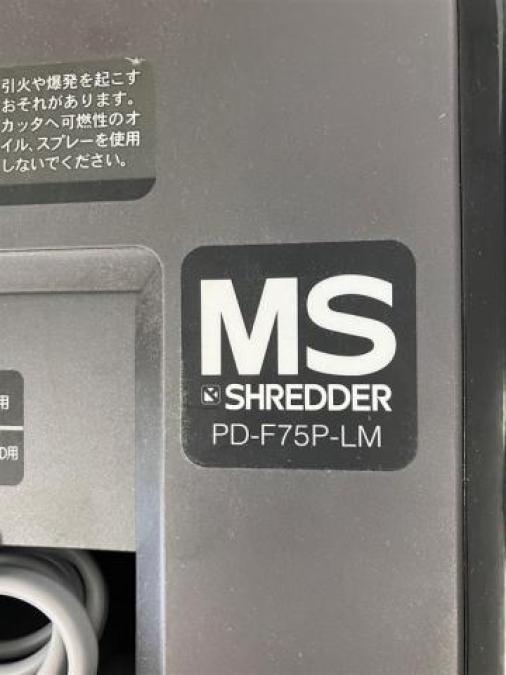 引火や爆発を起こす
おそれがあります。
カッタへ可燃性のオ
イル、スプレーを使用
しないでください。
MS
SHREDDER
PD-F75P-LM
用
D用